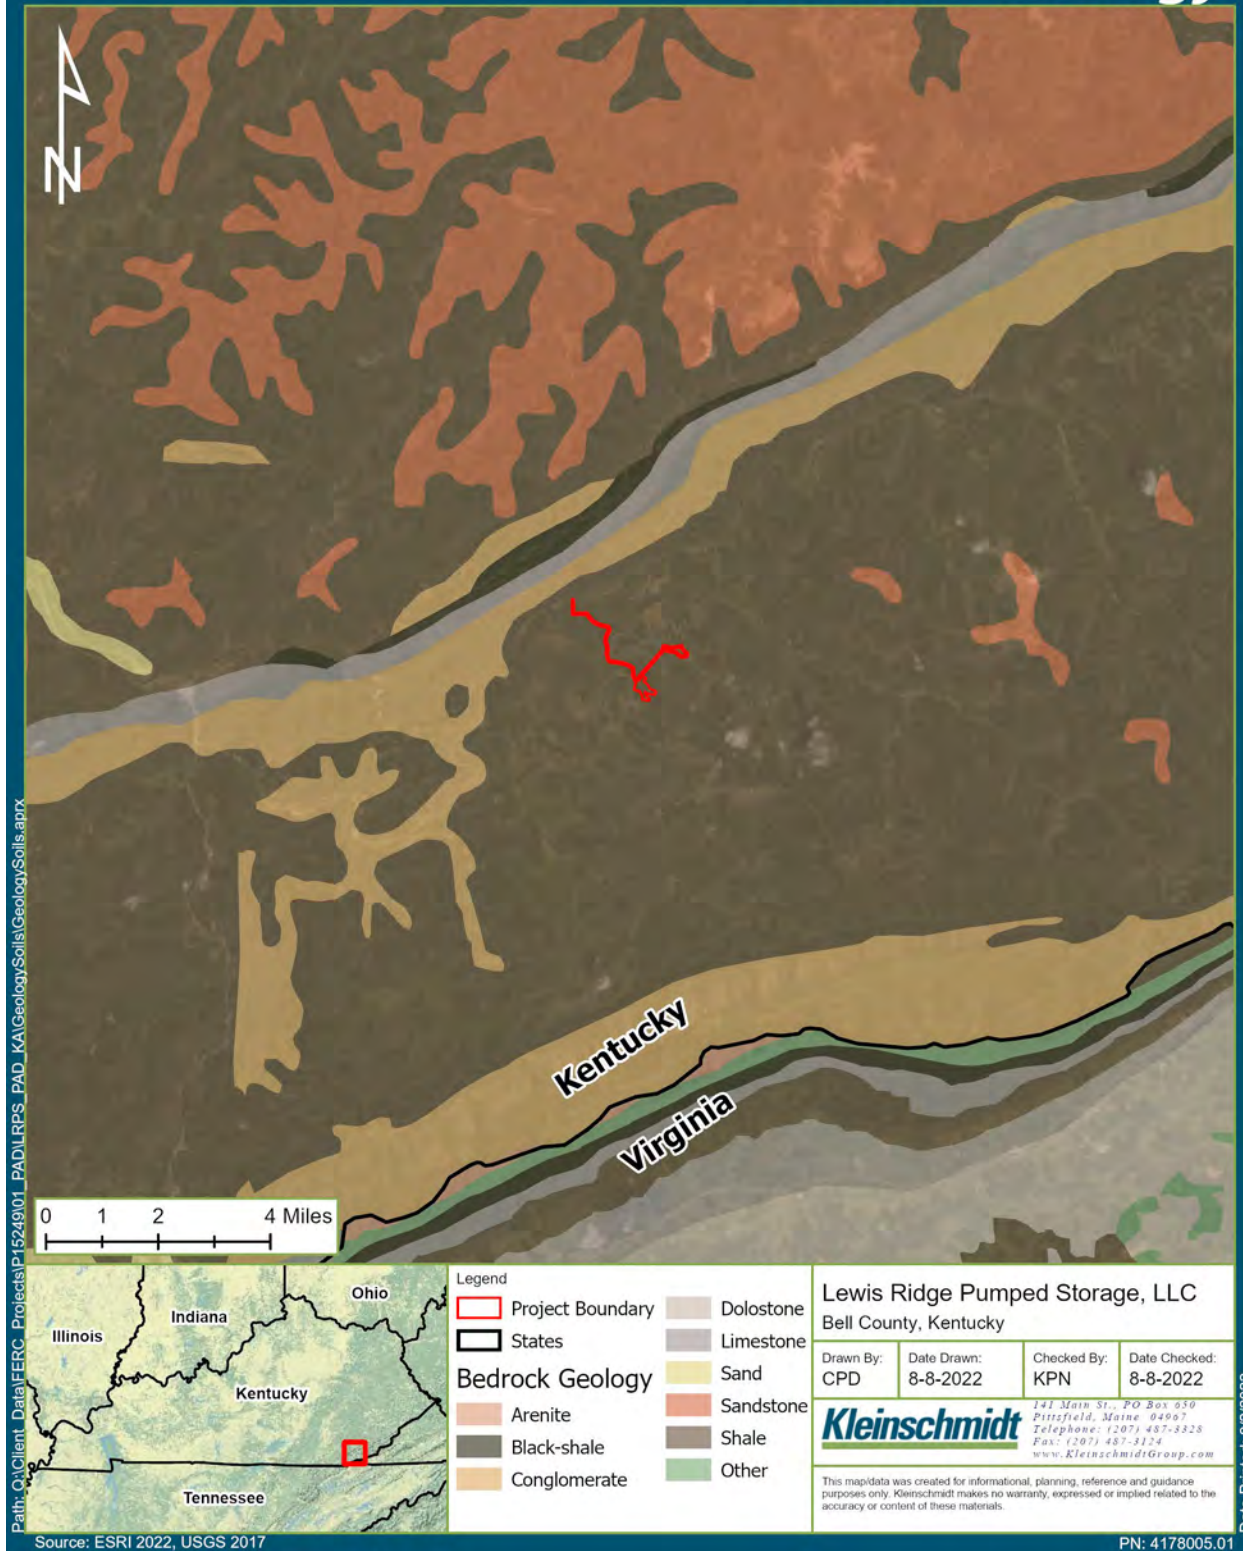 N
Kentucky
Virginia
0 1 2 4 Miles
Path: Q:\Client_Data\FERC_Projects\P15249\01_PAD\LRPS_PAD_KA\GeologySoils\GeologySoils.aprx
Illinois
Indiana
Ohio
Kentucky
Tennessee
Legend
Project Boundary
States
Bedrock Geology
Arenite
Black-shale
Conglomerate
Dolostone
Limestone
Sand
Sandstone
Shale
Other
Lewis Ridge Pumped Storage, LLC
Bell County, Kentucky
Drawn By:
CPD
Date Drawn:
8-8-2022
Checked By:
KPN
Date Checked:
8-8-2022
Kleinschmidt
141 Main St., PO Box 650
Pittsfield, Maine 04967
Telephone: (207) 487-3328
Fax: (207) 487-3124
www.KleinschmidtGroup.com
This map/data was created for informational, planning, reference and guidance
purposes only. Kleinschmidt makes no warranty, expressed or implied related to the
accuracy or content of these materials.
Source: ESRI 2022, USGS 2017
PN: 4178005.01